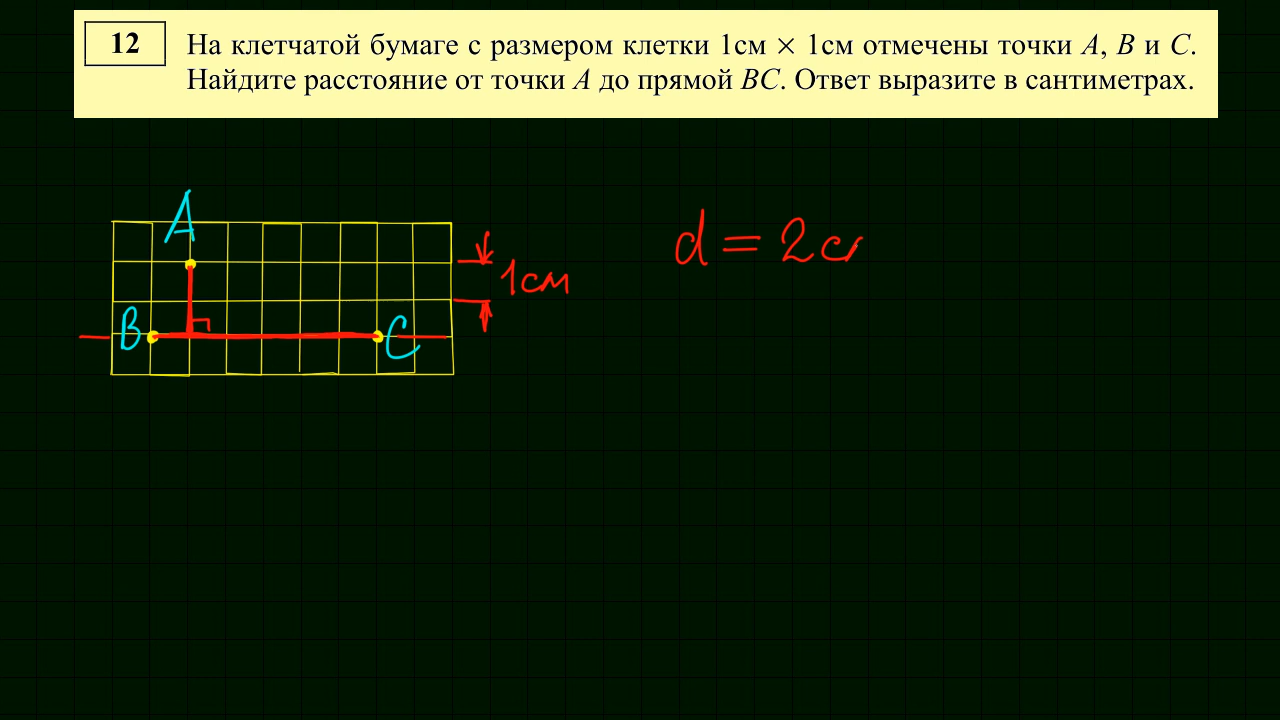 12
На клетчатой бумаге с размером клетки 1см × 1см отмечены точки A, B и C.
Найдите расстояние от точки A до прямой BC. Ответ выразите в сантиметрах.
A
d = 2с
1см
B
C